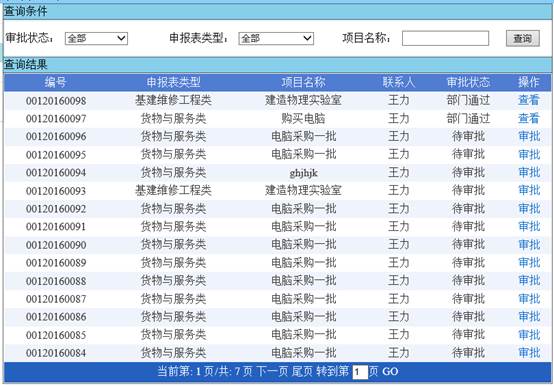 查询条件
审批状态： 全部 申报表类型： 全部 项目名称： 查询
查询结果
编号 申报表类型 项目名称 联系人 审批状态 操作
00120160098 基建维修工程类 建造物理实验室 王力 部门通过 查看
00120160097 货物与服务类 购买电脑 王力 部门通过 查看
00120160096 货物与服务类 电脑采购一批 王力 待审批 审批
00120160095 货物与服务类 电脑采购一批 王力 待审批 审批
00120160094 货物与服务类 ghjhjk 王力 待审批 审批
00120160093 基建维修工程类 建造物理实验室 王力 待审批 审批
00120160092 货物与服务类 电脑采购一批 王力 待审批 审批
00120160091 货物与服务类 电脑采购一批 王力 待审批 审批
00120160090 货物与服务类 电脑采购一批 王力 待审批 审批
00120160089 货物与服务类 电脑采购一批 王力 待审批 审批
00120160088 货物与服务类 电脑采购一批 王力 待审批 审批
00120160087 货物与服务类 电脑采购一批 王力 待审批 审批
00120160086 货物与服务类 电脑采购一批 王力 待审批 审批
00120160085 货物与服务类 电脑采购一批 王力 待审批 审批
00120160084 货物与服务类 电脑采购一批 王力 待审批 审批
当前第: 1 页/共: 7 页 下一页 尾页 转到第 1 页 GO